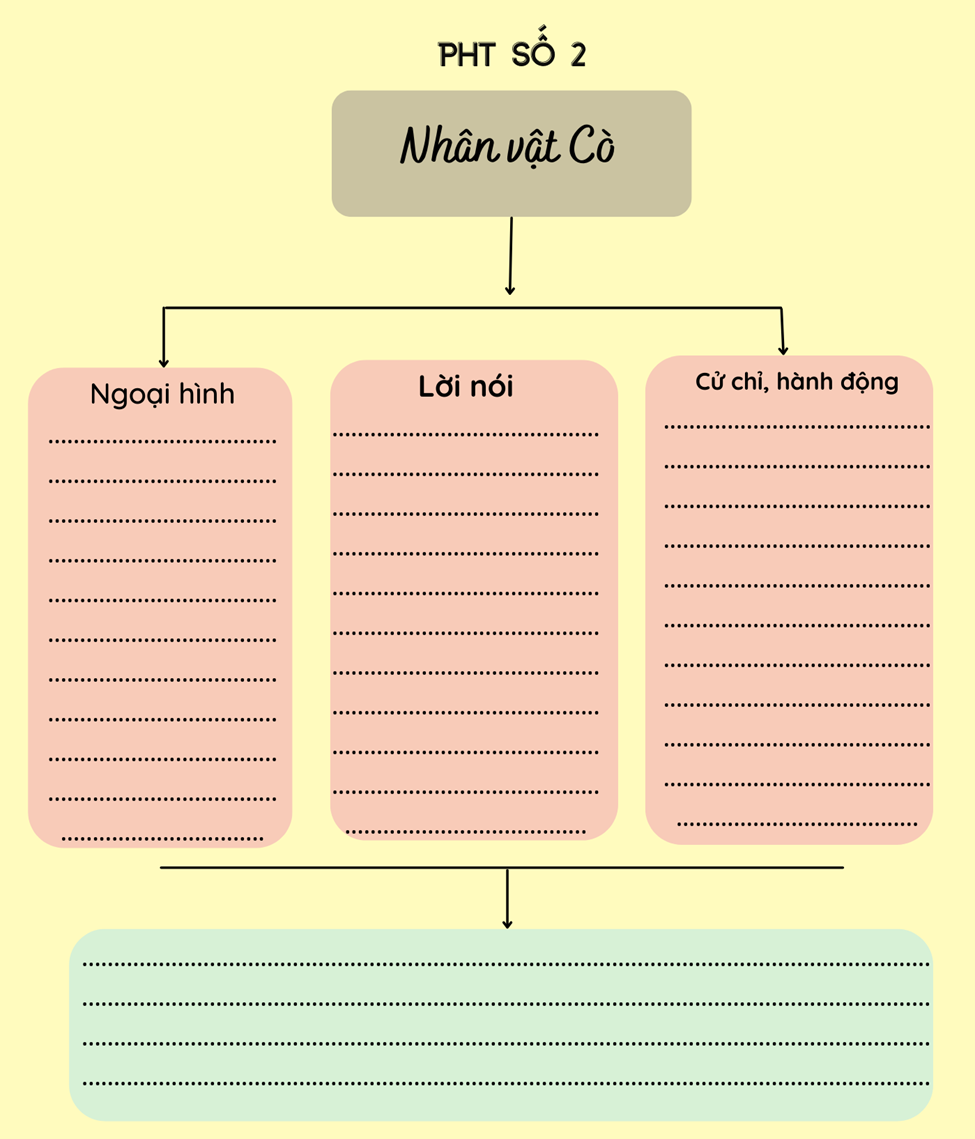 PHT SỐ 2
Nhân vật Cò
Ngoại hình
Lời nói
Cử chỉ, hành động